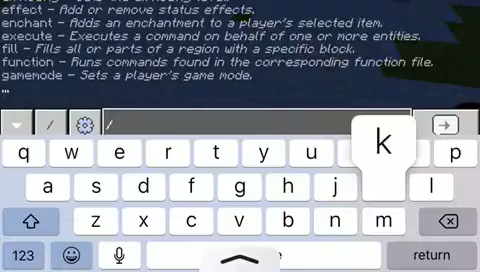 effect – Add or remove status effects.
enchant – Adds an enchantment to a player's selected item.
execute – Executes a command on behalf of one or more entities.
fill – Fills all or parts of a region with a specific block.
function – Runs commands found in the corresponding function file.
gamemode – Sets a player's game mode.
...
/ /
q w e r t y u p
a s d f g h j k l
z x c v b n m
123 return